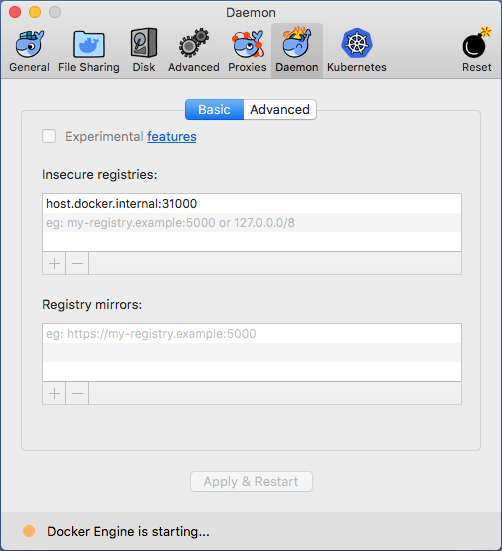 Daemon
General File Sharing Disk Advanced Proxies Daemon Kubernetes Reset
Basic Advanced
Experimental features
Insecure registries:
host.docker.internal:31000
eg: my-registry.example:5000 or 127.0.0.0/8
+ −
Registry mirrors:
eg: https://my-registry.example:5000
+ −
Apply & Restart
Docker Engine is starting...